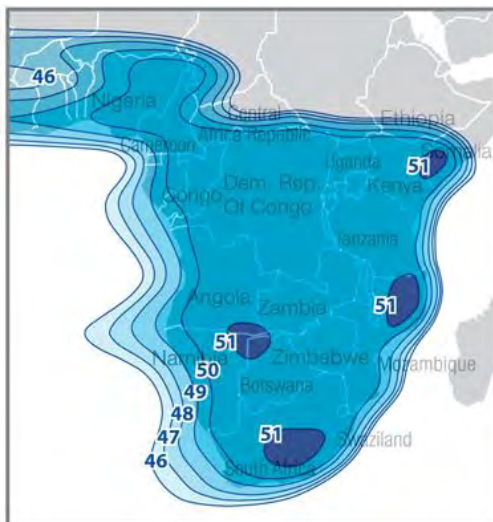 46
Nigeria
Central
Africa Republic
Ethiopia
Cameroon
Somalia
Uganda
51
Kenya
Congo
Dem. Rep.
Of Congo
Tanzania
Angola
Zambia
51
51
Namibia
Zimbabwe
Mozambique
50
Botswana
49
48
47
46
51
Swaziland
South Africa